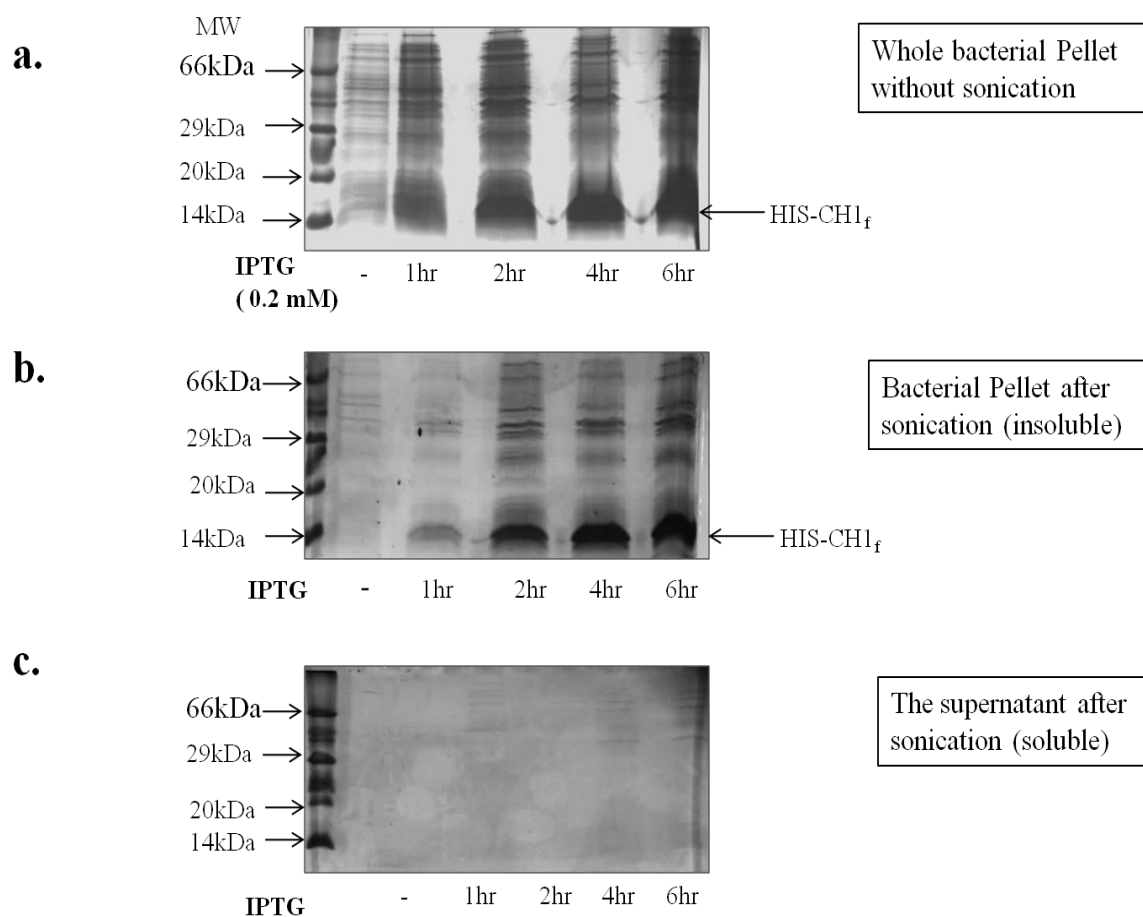 a.
MW
66kDa
29kDa
20kDa
14kDa
HIS-CH1f
Whole bacterial Pellet
without sonication
IPTG - 1hr 2hr 4hr 6hr
( 0.2 mM)
b.
66kDa
29kDa
20kDa
14kDa
HIS-CH1f
Bacterial Pellet after
sonication (insoluble)
IPTG - 1hr 2hr 4hr 6hr
c.
66kDa
29kDa
20kDa
14kDa
The supernatant after
sonication (soluble)
IPTG - 1hr 2hr 4hr 6hr